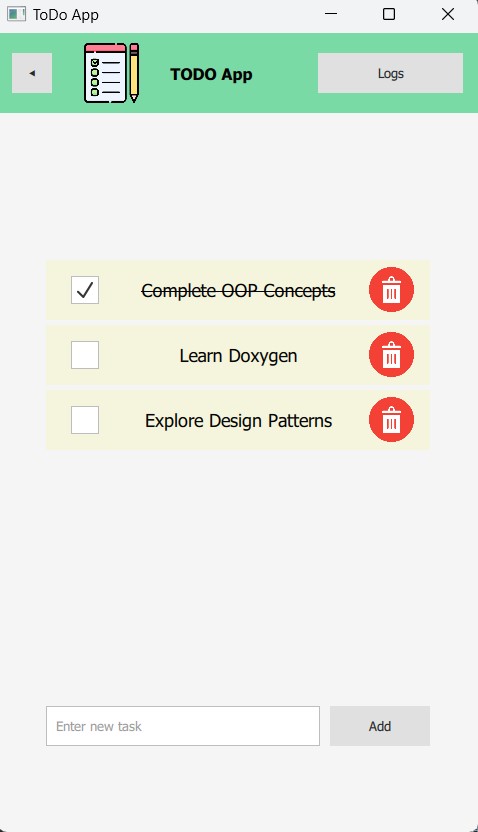 ToDo App
TODO App
Logs
Complete OOP Concepts
Learn Doxygen
Explore Design Patterns
Enter new task
Add